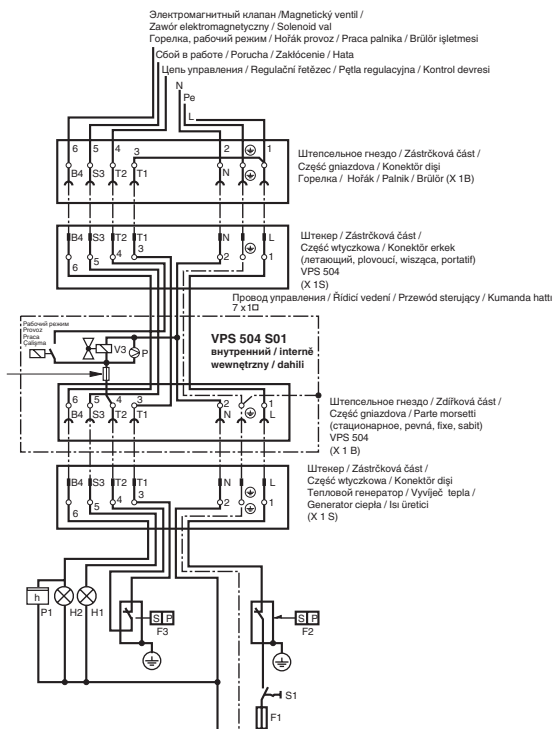 Электромагнитный клапан /Magnetický ventil /
Zawór elektromagnetyczny / Solenoid val
Горелка, рабочий режим / Hořák provoz / Praca palnika / Brülör işletmesi
Сбой в работе / Porucha / Zakłócenie / Hata
Цепь управления / Regulační řetězec / Pętla regulacyjna / Kontrol devresi
N
Pe
L
6 5 4 3 2 1
B4 S3 T2 T1 N
Штепсельное гнездо / Zástrčková část /
Część gniazdova / Konektör dişi
Горелка / Hořák / Palnik / Brülör (X 1B)
B4 S3 T2 T1 N L
6 5 4 3 2 1
Штекер / Zástrčková část /
Część wtyczkowa / Konektör erkek
(летающий, plovoucí, wisząca, portatif)
VPS 504
(X 1S)
Провод управления / Řídicí vedení / Przewód sterujący / Kumanda hattı
7 x 1
Рабочий режим
Provoz
Praca
Çalışma
V3
P
VPS 504 S01
внутренний / interně
wewnętrzny / dahili
6 5 4 3 2 1
B4 S3 T2 T1 N L
Штепсельное гнездо / Zdířková část /
Część gniazdova / Parte morsetti
(стационарное, pevná, fixe, sabit)
VPS 504
(X 1 B)
B4 S3 T2 T1 N L
6 5 4 3 2 1
Штекер / Zástrčková část /
Część wtyczkowa / Konektör dişi
Тепловой генератор / Vyvíječ tepla /
Generator ciepła / Isı üretici
(X 1 S)
h
P1 H2 H1
S P
F3
S P
F2
S1
F1